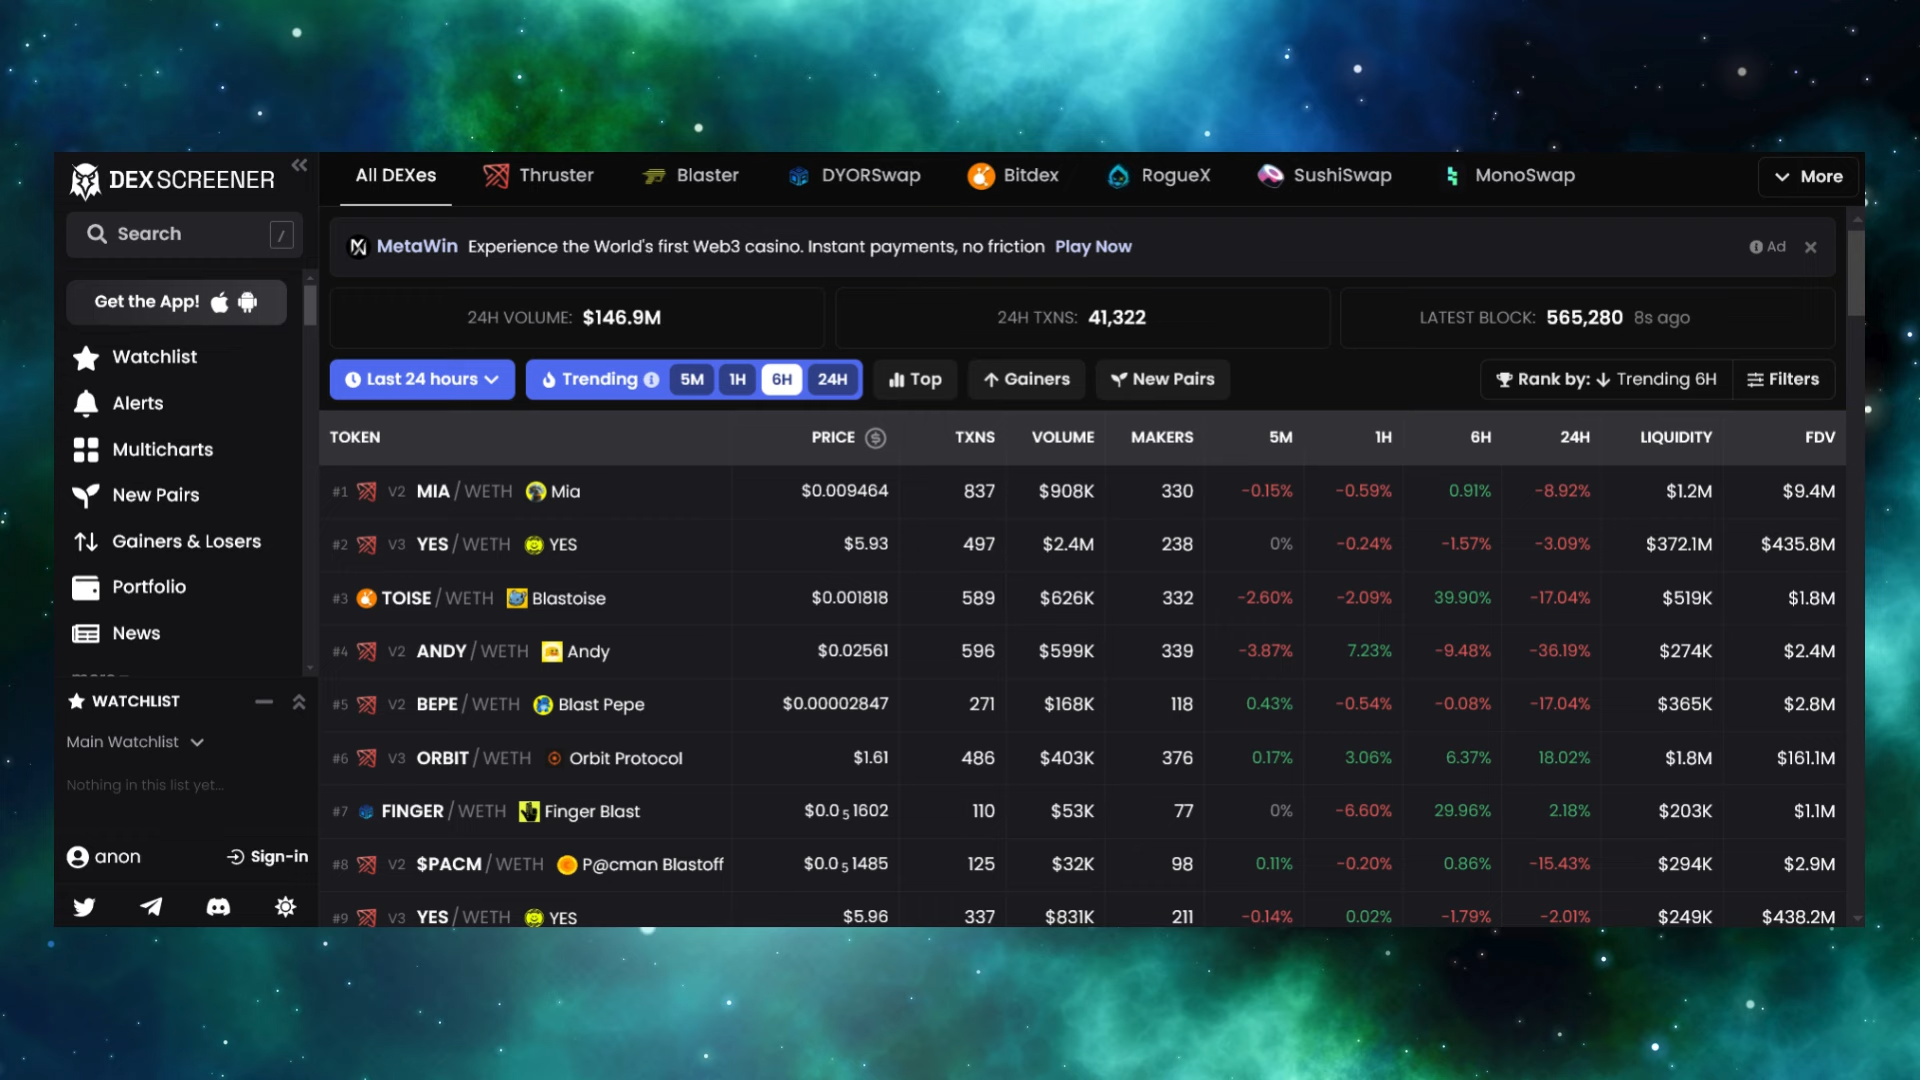 DEX SCREENER
Search /
Get the App!
Watchlist
Alerts
Multicharts
New Pairs
Gainers & Losers
Portfolio
News
WATCHLIST
Main Watchlist
Nothing in this list yet...
anon Sign-in
All DEXes Thruster Blaster DYORSwap Bitdex RogueX SushiSwap MonoSwap More
MetaWin Experience the World's first Web3 casino. Instant payments, no friction Play Now Ad
24H VOLUME: $146.9M 24H TXNS: 41,322 LATEST BLOCK: 565,280 8s ago
Last 24 hours Trending 5M 1H 6H 24H Top Gainers New Pairs Rank by: Trending 6H Filters
TOKEN PRICE TXNS VOLUME MAKERS 5M 1H 6H 24H LIQUIDITY FDV
#1 V2 MIA / WETH Mia $0.009464 837 $908K 330 -0.15% -0.59% 0.91% -8.92% $1.2M $9.4M
#2 V3 YES / WETH YES $5.93 497 $2.4M 238 0% -0.24% -1.57% -3.09% $372.1M $435.8M
#3 TOISE / WETH Blastoise $0.001818 589 $626K 332 -2.60% -2.09% 39.90% -17.04% $519K $1.8M
#4 V2 ANDY / WETH Andy $0.02561 596 $599K 339 -3.87% 7.23% -9.48% -36.19% $274K $2.4M
#5 V2 BEPE / WETH Blast Pepe $0.00002847 271 $168K 118 0.43% -0.54% -0.08% -17.04% $365K $2.8M
#6 V3 ORBIT / WETH Orbit Protocol $1.61 486 $403K 376 0.17% 3.06% 6.37% 18.02% $1.8M $161.1M
#7 FINGER / WETH Finger Blast $0.0₅1602 110 $53K 77 0% -6.60% 29.96% 2.18% $203K $1.1M
#8 V2 $PACM / WETH P@cman Blastoff $0.0₅1485 125 $32K 98 0.11% -0.20% 0.86% -15.43% $294K $2.9M
#9 V3 YES / WETH YES $5.96 337 $831K 211 -0.14% 0.02% -1.79% -2.01% $249K $438.2M